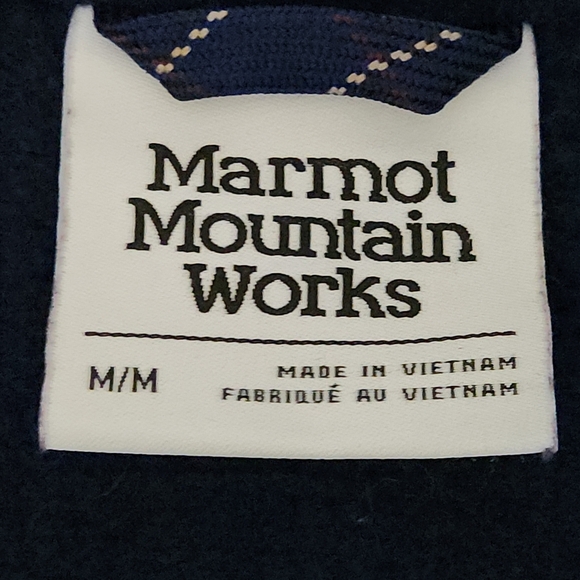 Marmot
Mountain
Works
M/M
MADE IN VIETNAM
FABRIQUÉ AU VIETNAM